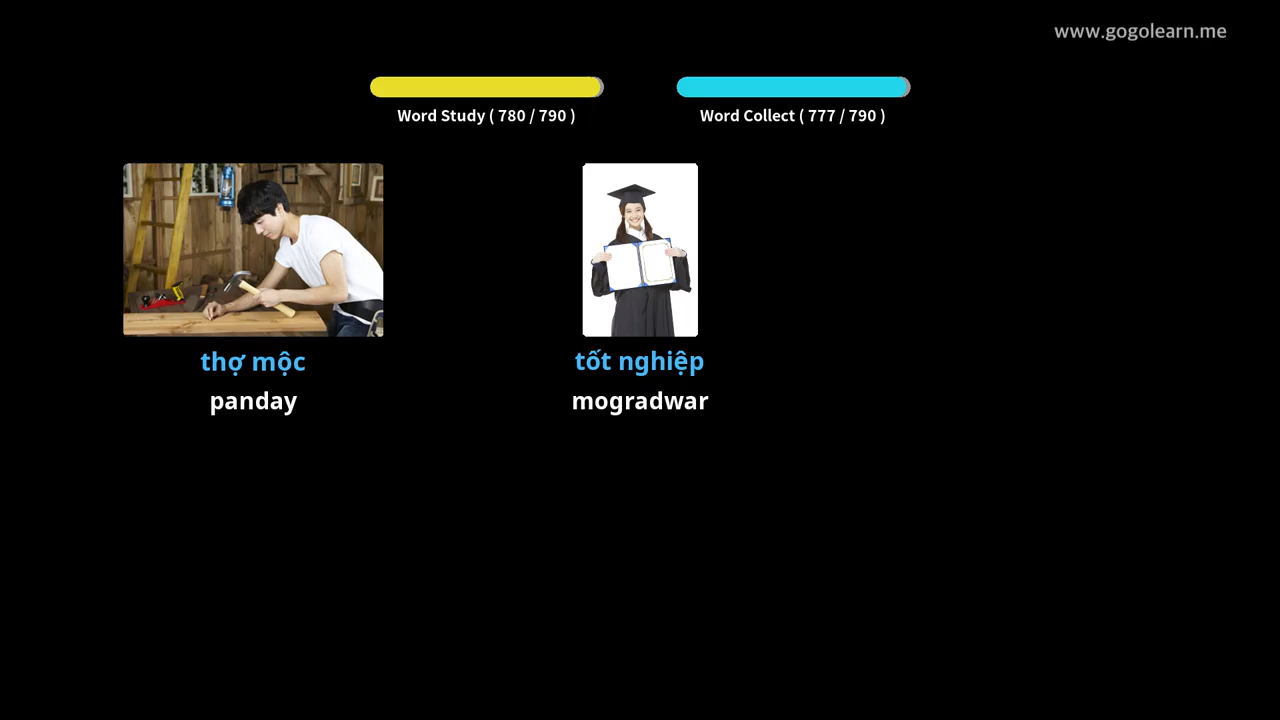 www.gogolearn.me
Word Study ( 780 / 790 )
Word Collect ( 777 / 790 )
thợ mộc
panday
tốt nghiệp
mogradwar